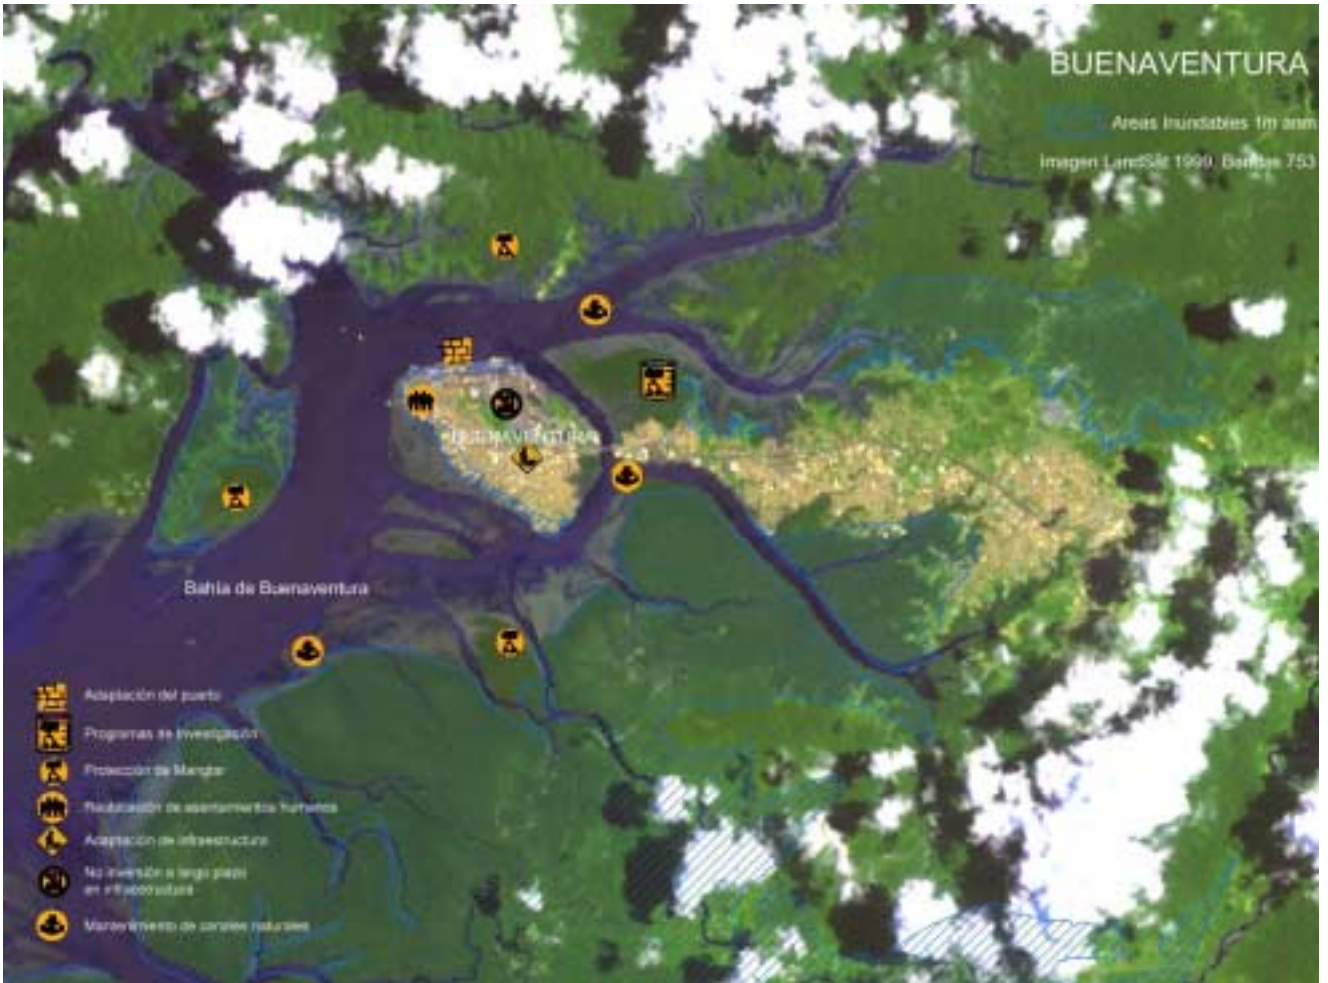 BUENAVENTURA
Areas Inundables 1m anm
Imagen LandSat 1999, Bandas 753
BUENAVENTURA
Bahía de Buenaventura
Adaptación del puerto
Programas de investigación
Protección de Manglar
Reubicación de asentamientos humanos
Adaptación de infraestructura
No inversión a largo plazo
en infraestructura
Mantenimiento de canales naturales